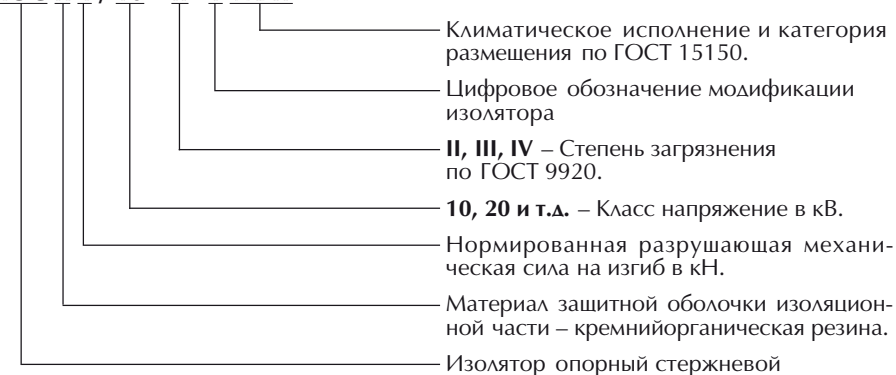 Климатическое исполнение и категория
размещения по ГОСТ 15150.
Цифровое обозначение модификации
изолятора
II, III, IV – Степень загрязнения
по ГОСТ 9920.
10, 20 и т.д. – Класс напряжение в кВ.
Нормированная разрушающая механи-
ческая сила на изгиб в кН.
Материал защитной оболочки изоляцион-
ной части – кремнийорганическая резина.
Изолятор опорный стержневой